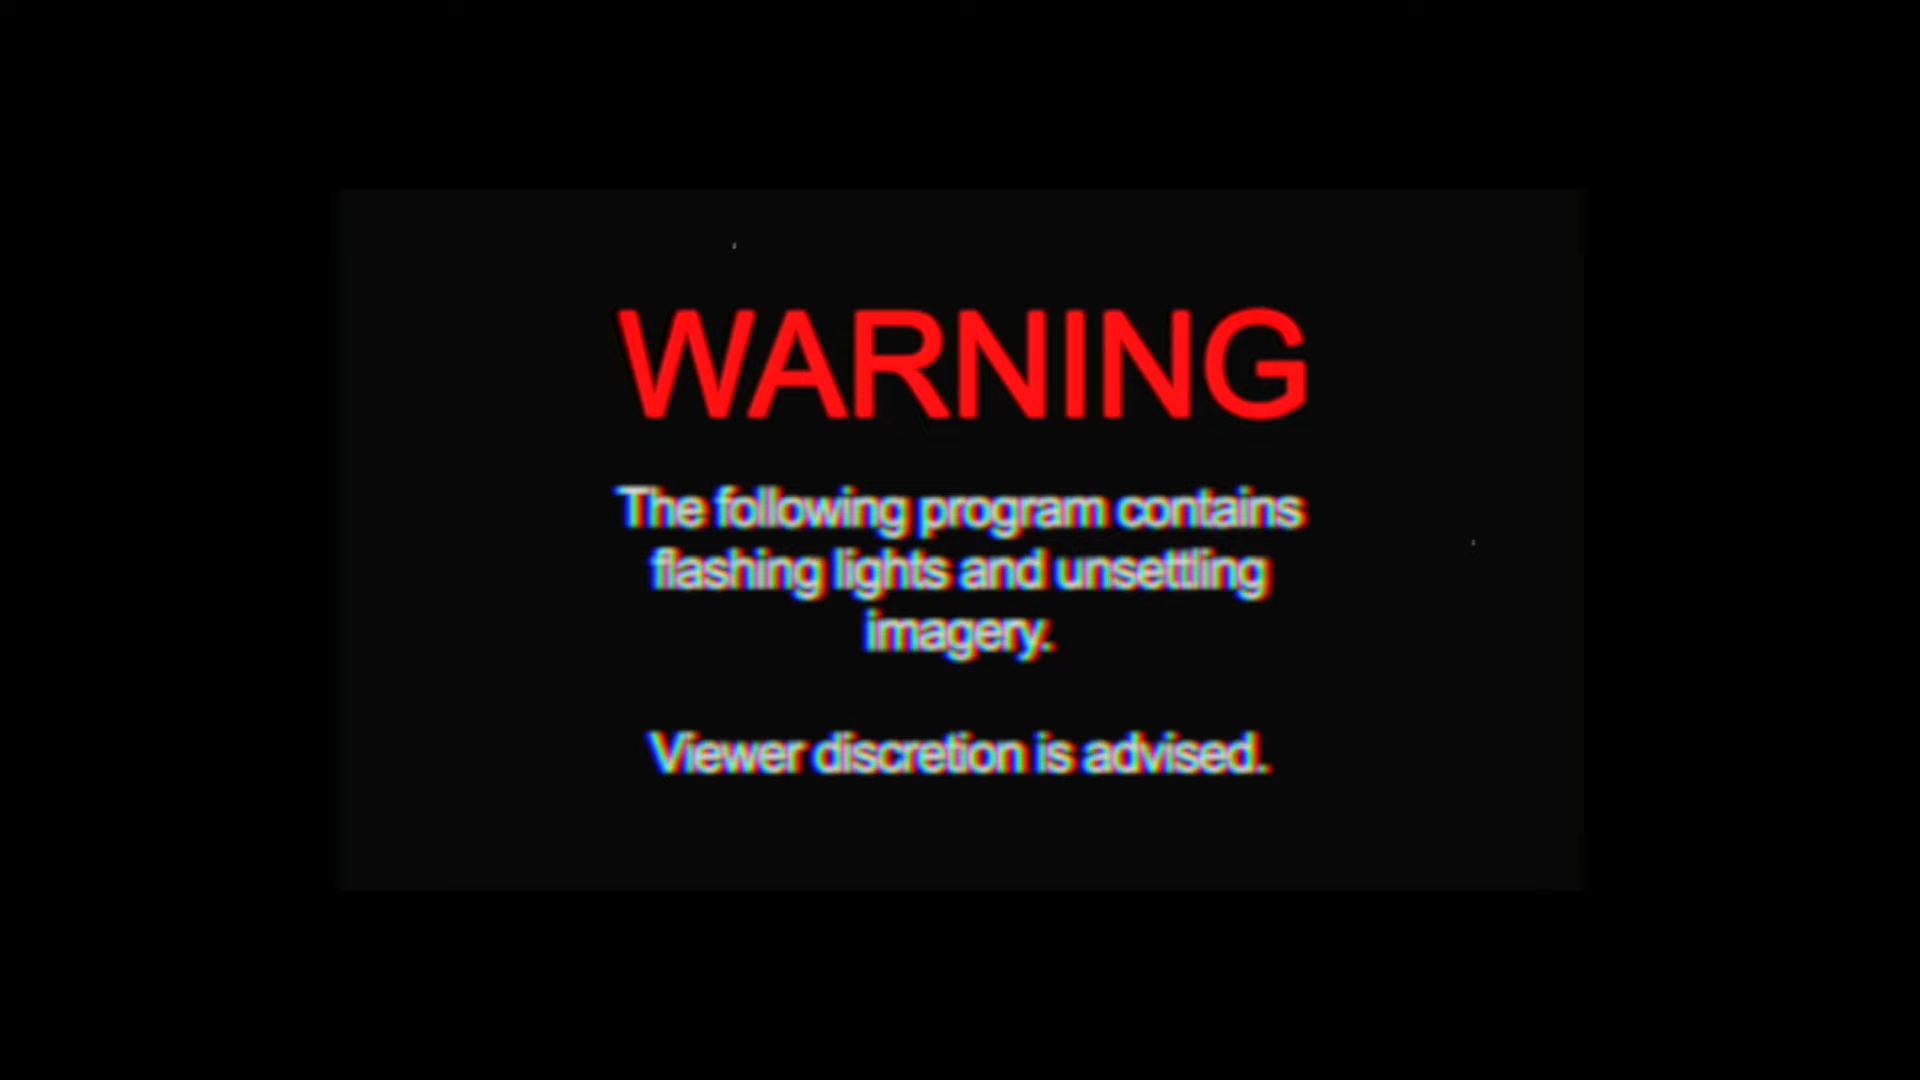 WARNING
The following program contains
flashing lights and unsettling
imagery.
Viewer discretion is advised.